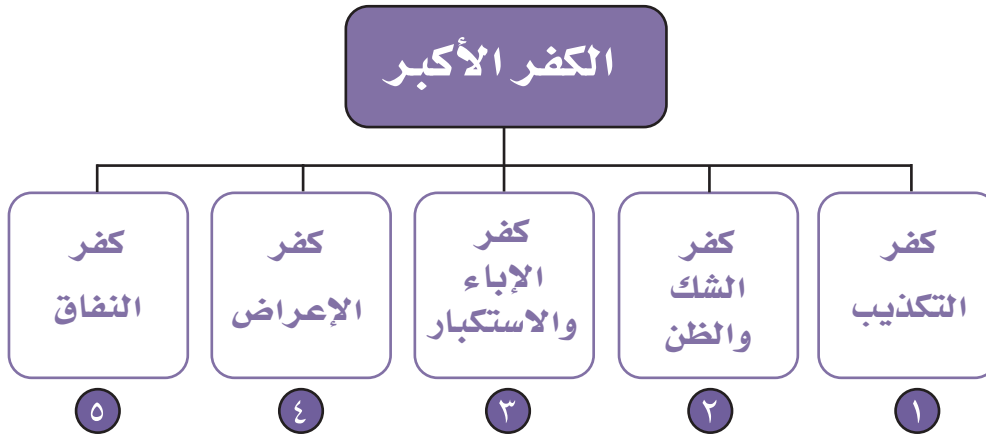 الكفر الأكبر
كفر
التكذيب
١
كفر
الشك
والظن
٢
كفر
الإباء
والاستكبار
٣
كفر
الإعراض
٤
كفر
النفاق
٥